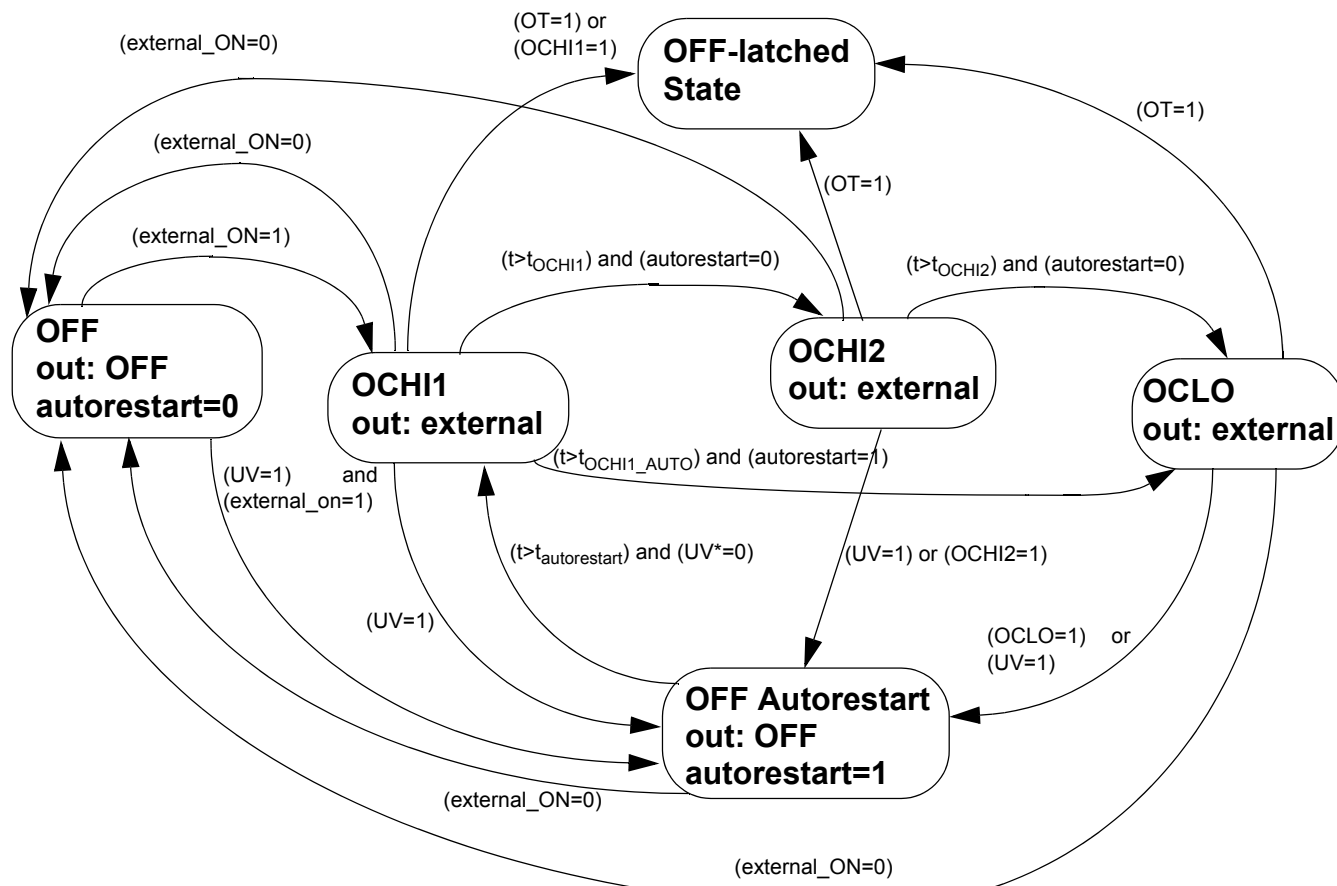 (OT=1) or
(OCHI1=1)
(external_ON=0)
OFF-latched
State
(OT=1)
(external_ON=0)
(OT=1)
(external_ON=1)
(t>tOCHI1) and (autorestart=0)
(t>tOCHI2) and (autorestart=0)
OFF
out: OFF
autorestart=0
OCHI1
out: external
OCHI2
out: external
OCLO
out: external
(t>tOCHI1_AUTO) and (autorestart=1)
(UV=1) and
(external_on=1)
(t>tautorestart) and (UV*=0)
(UV=1) or (OCHI2=1)
(UV=1)
(OCLO=1) or
(UV=1)
OFF Autorestart
out: OFF
autorestart=1
(external_ON=0)
(external_ON=0)